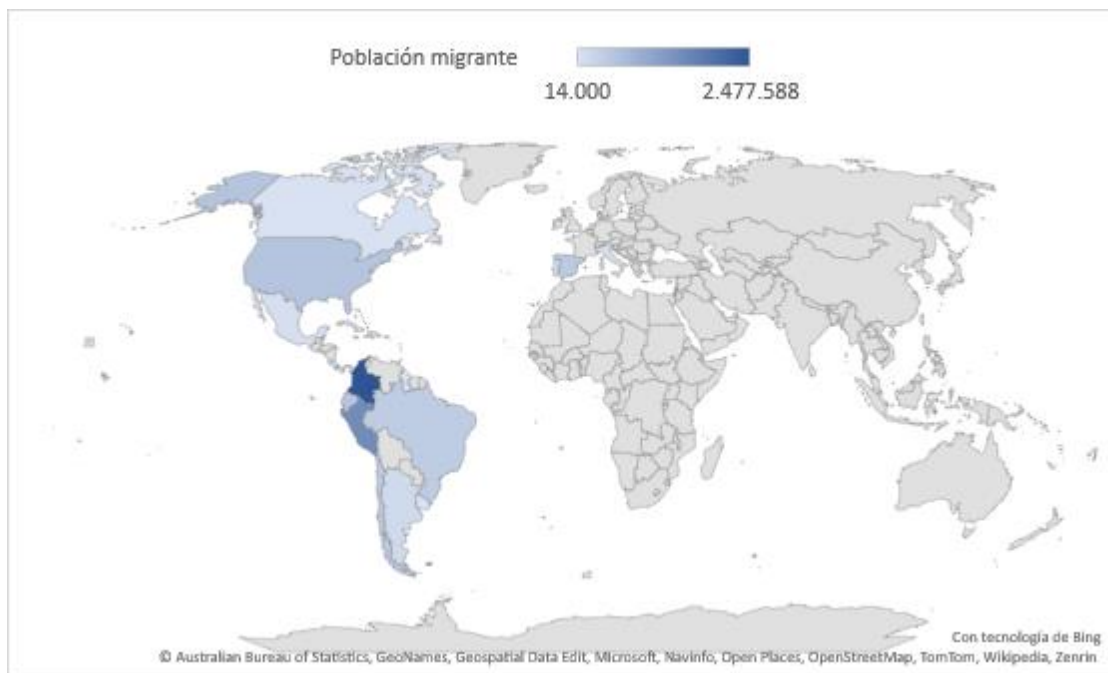 Población migrante
14.000 2.477.588
Con tecnología de Bing
© Australian Bureau of Statistics, GeoNames, Geospatial Data Edit, Microsoft, Navinfo, Open Places, OpenStreetMap, TomTom, Wikipedia, Zenrin